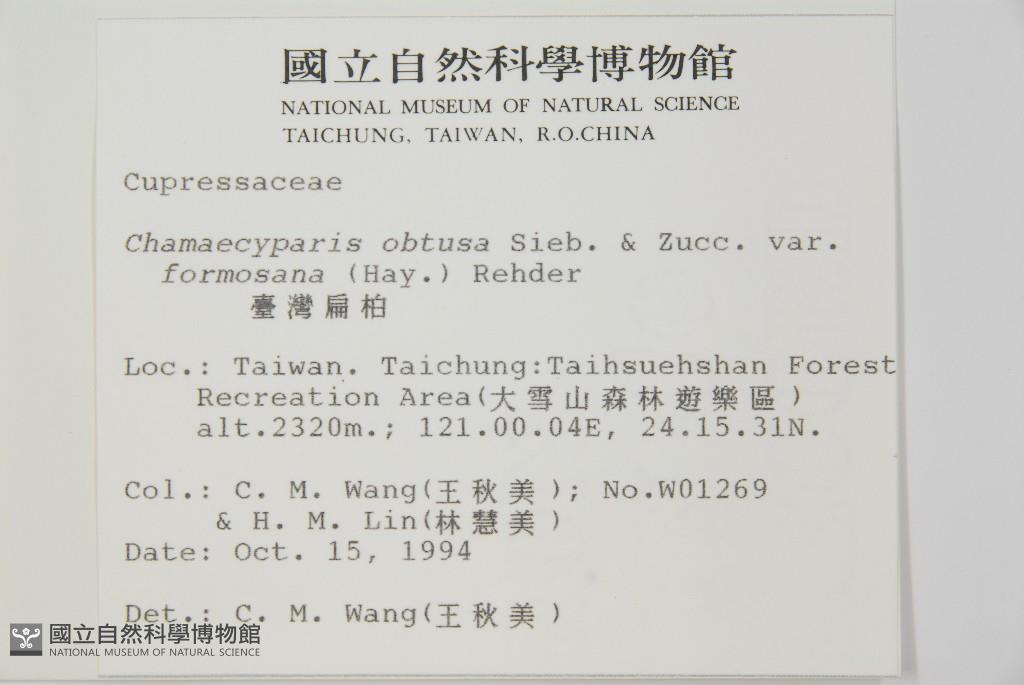 國立自然科學博物館
NATIONAL MUSEUM OF NATURAL SCIENCE
TAICHUNG, TAIWAN, R.O.CHINA
Cupressaceae
Chamaecyparis obtusa Sieb. & Zucc. var.
formosana (Hay.) Rehder
臺灣扁柏
Loc.: Taiwan. Taichung:Taihsuehshan Forest
Recreation Area(大雪山森林遊樂區)
alt.2320m.; 121.00.04E, 24.15.31N.
Col.: C. M. Wang(王秋美); No.W01269
& H. M. Lin(林慧美)
Date: Oct. 15, 1994
Det.: C. M. Wang(王秋美)
國立自然科學博物館
NATIONAL MUSEUM OF NATURAL SCIENCE